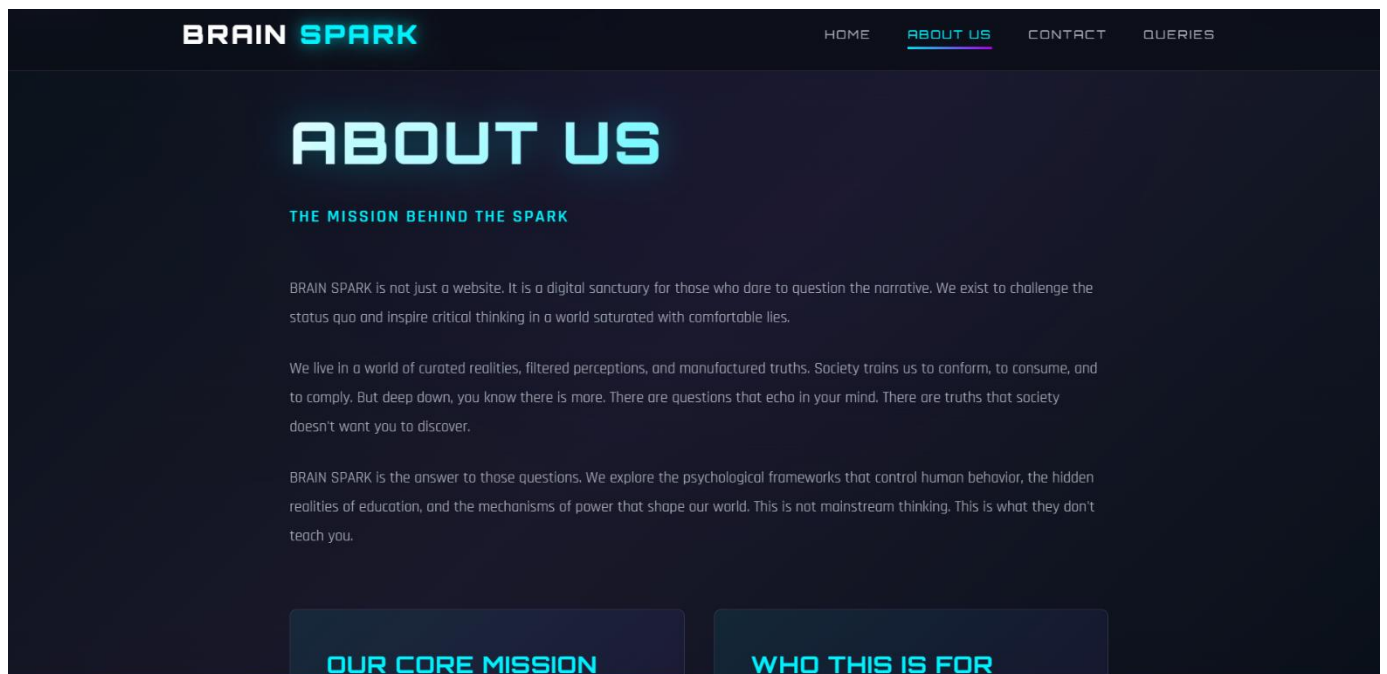 BRAIN SPARK
HOME ABOUT US CONTACT QUERIES
ABOUT US
THE MISSION BEHIND THE SPARK
BRAIN SPARK is not just a website. It is a digital sanctuary for those who dare to question the narrative. We exist to challenge the
status quo and inspire critical thinking in a world saturated with comfortable lies.
We live in a world of curated realities, filtered perceptions, and manufactured truths. Society trains us to conform, to consume, and
to comply. But deep down, you know there is more. There are questions that echo in your mind. There are truths that society
doesn't want you to discover.
BRAIN SPARK is the answer to those questions. We explore the psychological frameworks that control human behavior, the hidden
realities of education, and the mechanisms of power that shape our world. This is not mainstream thinking. This is what they don't
teach you.
OUR CORE MISSION
WHO THIS IS FOR